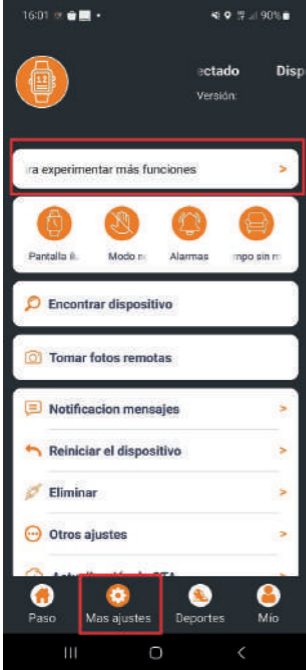 16:01
90%
ectado Disp
Versión:
ra experimentar más funciones
Pantalla Modo Alarmas mpo sin
Encontrar dispositivo
Tomar fotos remotas
Notificacion mensajes
Reiniciar el dispositivo
Eliminar
Otros ajustes
Paso Mas ajustes Deportes Mío